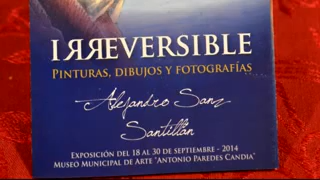 IЯЯEVERSIBLE
PINTURAS, DIBUJOS Y FOTOGRAFÍAS
Alejandro Sanz
Santillán
EXPOSICIÓN DEL 18 AL 30 DE SEPTIEMBRE - 2014
MUSEO MUNICIPAL DE ARTE "ANTONIO PAREDES CANDIA"